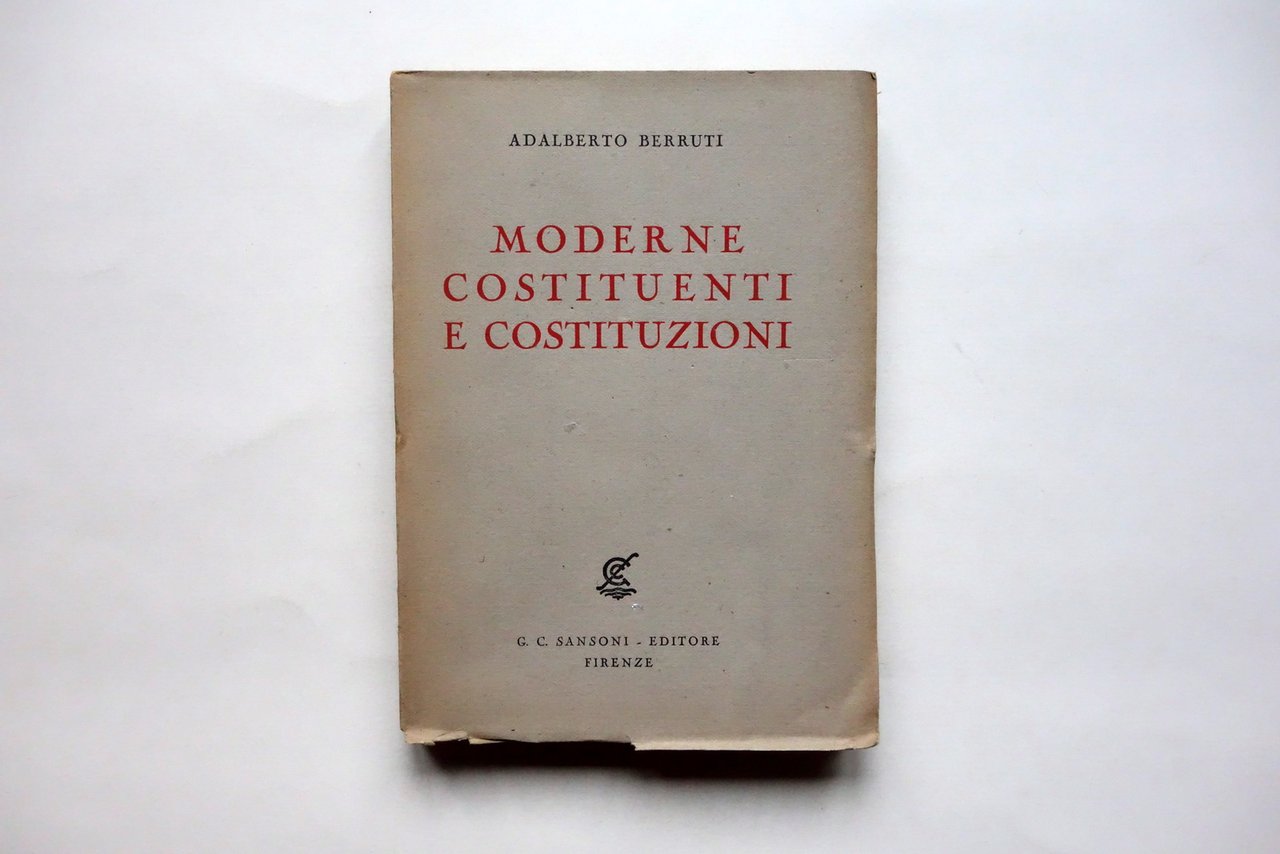 ADALBERTO BERRUTI
MODERNE
COSTITUENTI
E COSTITUZIONI
G. C. SANSONI - EDITORE
FIRENZE